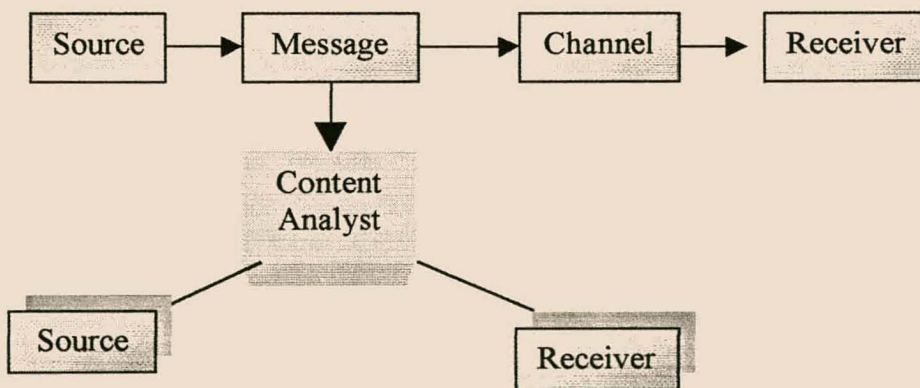 Source
Message
Channel
Receiver
Content
Analyst
Source
Receiver